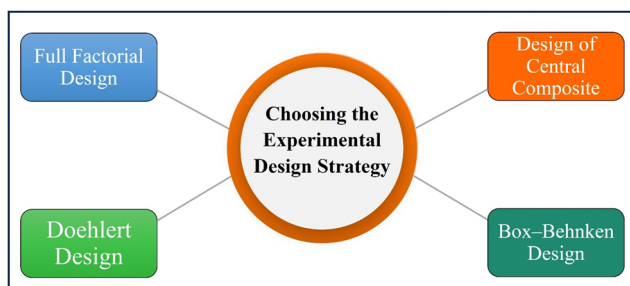 Full Factorial
Design
Design of
Central
Composite
Choosing the
Experimental
Design Strategy
Doehlert
Design
Box–Behnken
Design